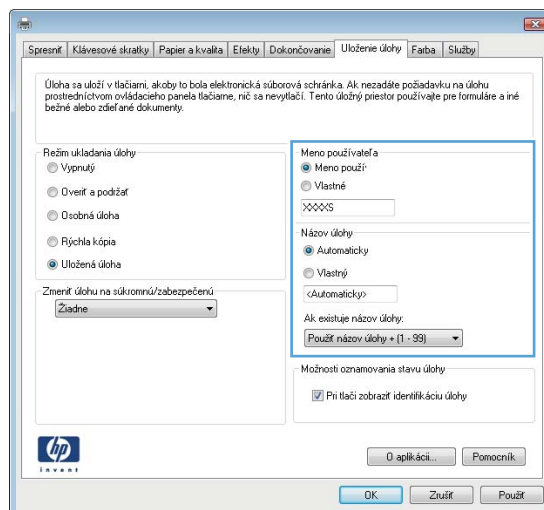 Spresniť Klávesové skratky Papier a kvalita Efekty Dokončovanie Uloženie úlohy Farba Služby
Úloha sa uloží v tlačiarni, akoby to bola elektronická súborová schránka. Ak nezadáte požiadavku na úlohu
prostredníctvom ovládacieho panela tlačiarne, nič sa nevytlačí. Tento úložný priestor používajte pre formuláre a iné
bežné alebo zdieľané dokumenty.
Režim ukladania úlohy
Vypnutý
Overiť a podržať
Osobná úloha
Rýchla kópia
Uložená úloha
Zmeniť úlohu na súkromnú/zabezpečenú
Žiadne
Meno používateľa
Meno použí
Vlastné
XXXXS
Názov úlohy
Automaticky
Vlastný
<Automaticky>
Ak existuje názov úlohy:
Použiť názov úlohy + (1 - 99)
Možnosti oznamovania stavu úlohy
Pri tlači zobraziť identifikáciu úlohy
hp
invent
O aplikácii... Pomocník
OK Zrušiť Použiť